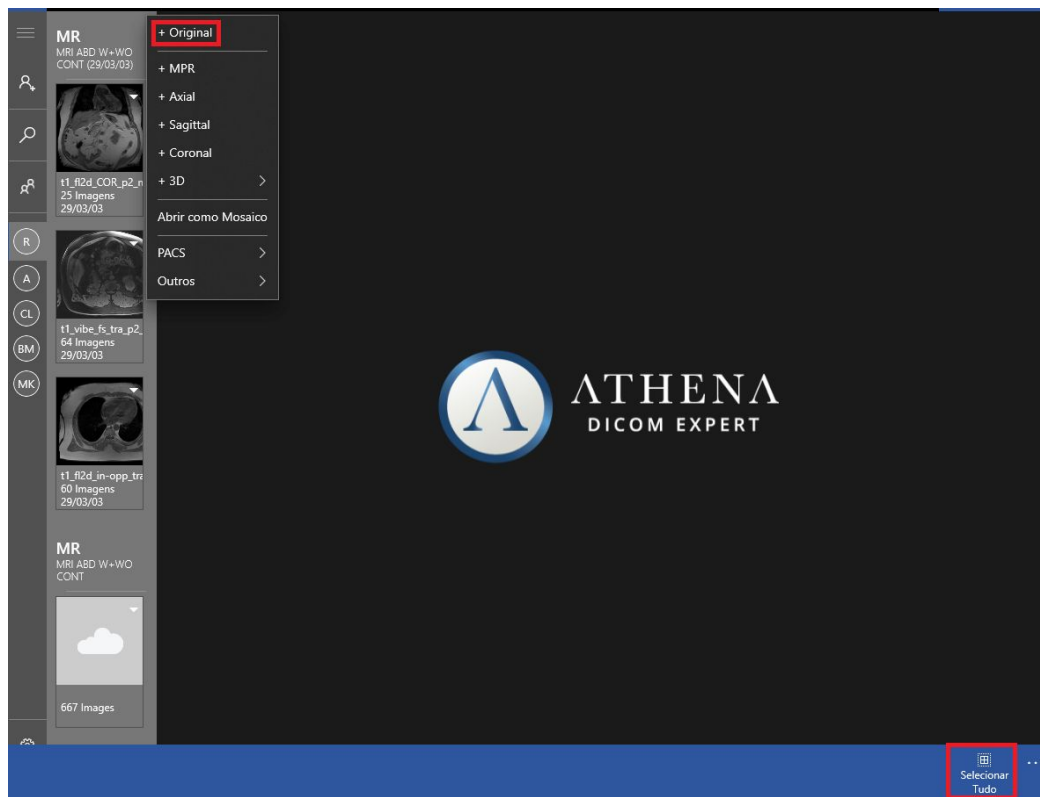 MR
MRI ABD W+WO
CONT (29/03/03)
t1_fl2d_COR_p2_
25 Imagens
29/03/03
t1_vibe_fs_tra_p2_
64 Imagens
29/03/03
t1_fl2d_in-opp_tra
60 Imagens
29/03/03
MR
MRI ABD W+WO
CONT
667 Images
R
A
CL
BM
MK
+ Original
+ MPR
+ Axial
+ Sagittal
+ Coronal
+ 3D
Abrir como Mosaico
PACS
Outros
ATHENA
DICOM EXPERT
Selecionar
Tudo